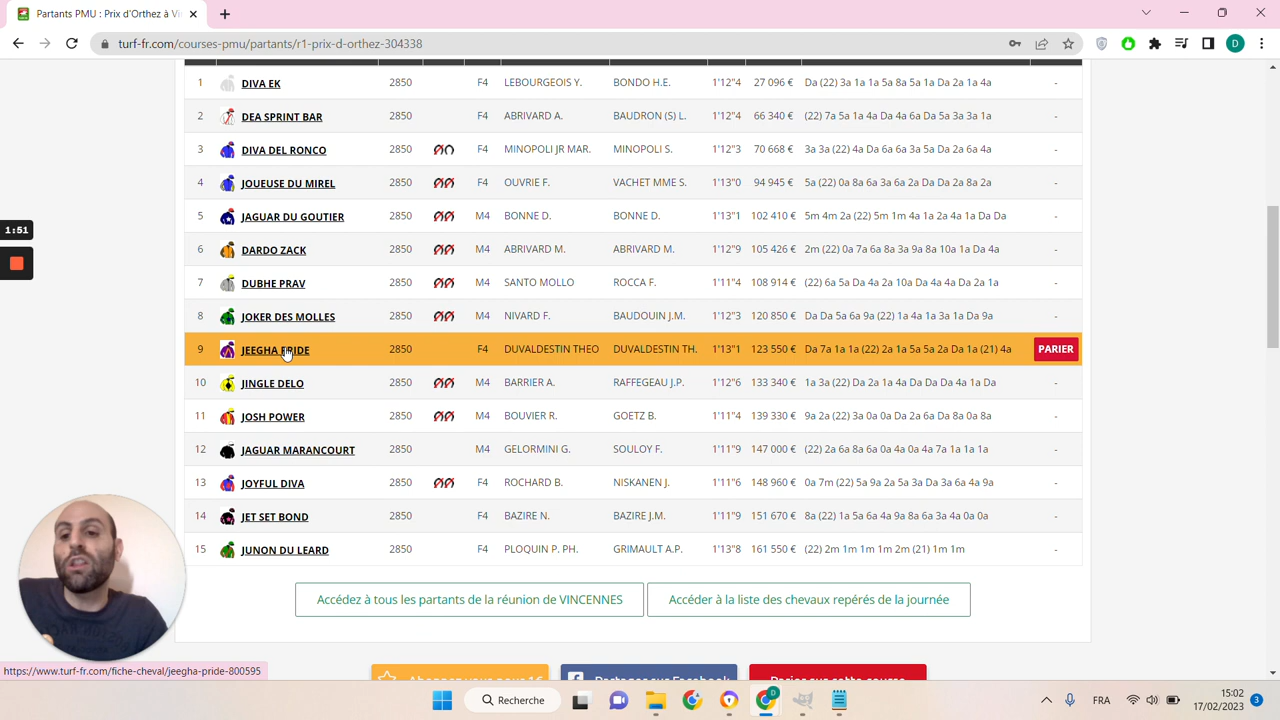 Partants PMU : Prix d'Orthez à Vi
turf-fr.com/courses-pmu/partants/r1-prix-d-orthez-304338
D
1 DIVA EK 2850 F4 LEBOURGEOIS Y. BONDO H.E. 1'12"4 27 096 € Da (22) 3a 1a 1a 5a 8a 5a 1a Da 2a 1a 4a -
2 DEA SPRINT BAR 2850 F4 ABRIVARD A. BAUDRON (S) L. 1'12"4 66 340 € (22) 7a 5a 1a 4a Da 4a 6a Da 5a 3a 3a 1a -
3 DIVA DEL RONCO 2850 F4 MINOPOLI JR MAR. MINOPOLI S. 1'12"3 70 668 € 3a 3a (22) 4a Da 6a 6a 3a 5a Da 2a 6a 4a -
4 JOUEUSE DU MIREL 2850 F4 OUVRIE F. VACHET MME S. 1'13"0 94 945 € 5a (22) 0a 8a 6a 3a 6a 2a Da Da 2a 8a 2a -
5 JAGUAR DU GOUTIER 2850 M4 BONNE D. BONNE D. 1'13"1 102 410 € 5m 4m 2a (22) 5m 1m 4a 1a 2a 4a 1a Da Da -
6 DARDO ZACK 2850 M4 ABRIVARD M. ABRIVARD M. 1'12"9 105 426 € 2m (22) 0a 7a 6a 8a 3a 9a 8a 10a 1a Da 4a -
7 DUBHE PRAV 2850 M4 SANTO MOLLO ROCCA F. 1'11"4 108 914 € (22) 6a 5a Da 4a 2a 10a Da 4a 4a Da 2a 1a -
8 JOKER DES MOLLES 2850 M4 NIVARD F. BAUDOUIN J.M. 1'12"3 120 850 € Da Da 5a 6a 9a (22) 1a 4a 1a 3a 1a Da 9a -
9 JEEGHA PRIDE 2850 F4 DUVALDESTIN THEO DUVALDESTIN TH. 1'13"1 123 550 € Da 7a 1a 1a (22) 2a 1a 5a 5a 2a Da 1a (21) 4a PARIER
10 JINGLE DELO 2850 M4 BARRIER A. RAFFEGEAU J.P. 1'12"6 133 340 € 1a 3a (22) Da 2a 1a 4a Da Da Da 4a 1a Da -
11 JOSH POWER 2850 M4 BOUVIER R. GOETZ B. 1'11"4 139 330 € 9a 2a (22) 3a 0a 0a Da 2a 6a Da 8a 0a 8a -
12 JAGUAR MARANCOURT 2850 M4 GELORMINI G. SOULOY F. 1'11"9 147 000 € (22) 2a 6a 8a 6a 0a 4a 0a 4a 7a 1a 1a 1a -
13 JOYFUL DIVA 2850 F4 ROCHARD B. NISKANEN J. 1'11"6 148 960 € 0a 7m (22) 5a 9a 2a 5a 3a Da 3a 6a 4a 9a -
14 JET SET BOND 2850 F4 BAZIRE N. BAZIRE J.M. 1'11"9 151 670 € 8a (22) 1a 5a 6a 4a 9a 8a 6a 3a 4a 0a 0a -
15 JUNON DU LEARD 2850 F4 PLOQUIN P. PH. GRIMAULT A.P. 1'13"8 161 550 € (22) 2m 1m 1m 1m 2m (21) 1m 1m -
1:51
Accédez à tous les partants de la réunion de VINCENNES
Accéder à la liste des chevaux repérés de la journée
https://www.turf-fr.com/fiche-cheval/jeegha-pride-800595
Recherche
D
FRA
15:02
17/02/2023
3